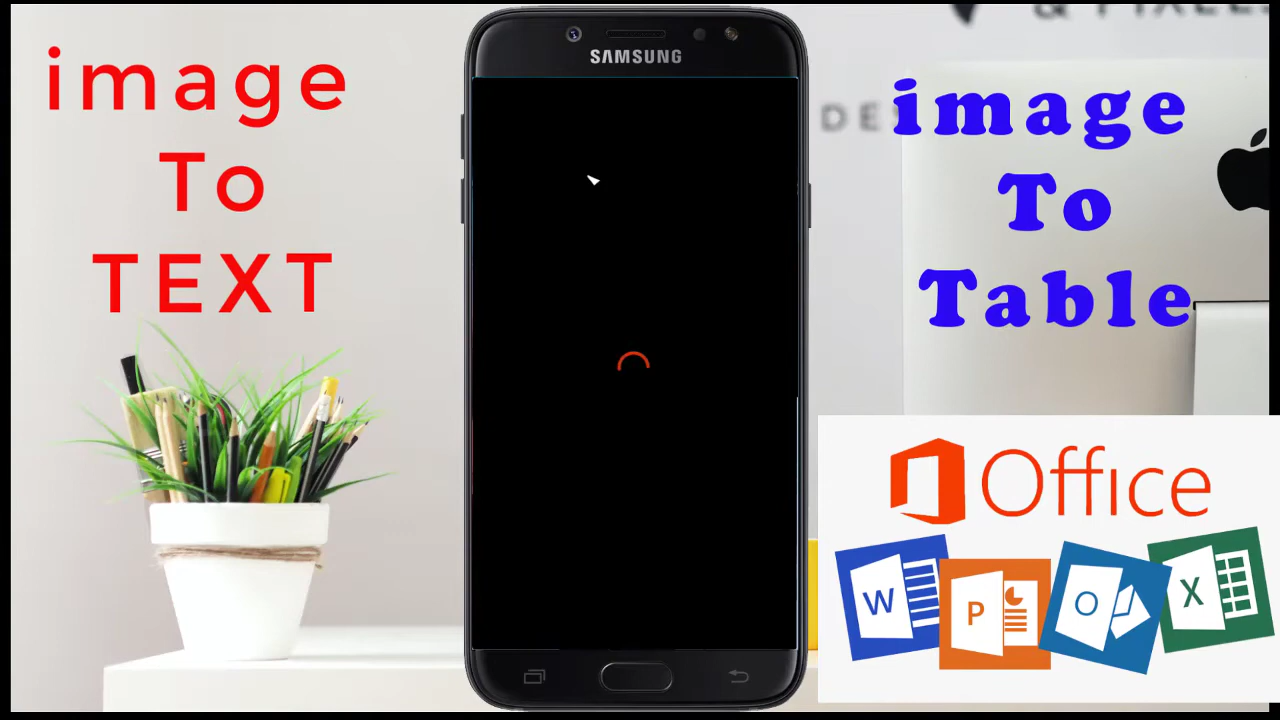 image
To
TEXT
SAMSUNG
image
To
Table
Office
W
P
O
X